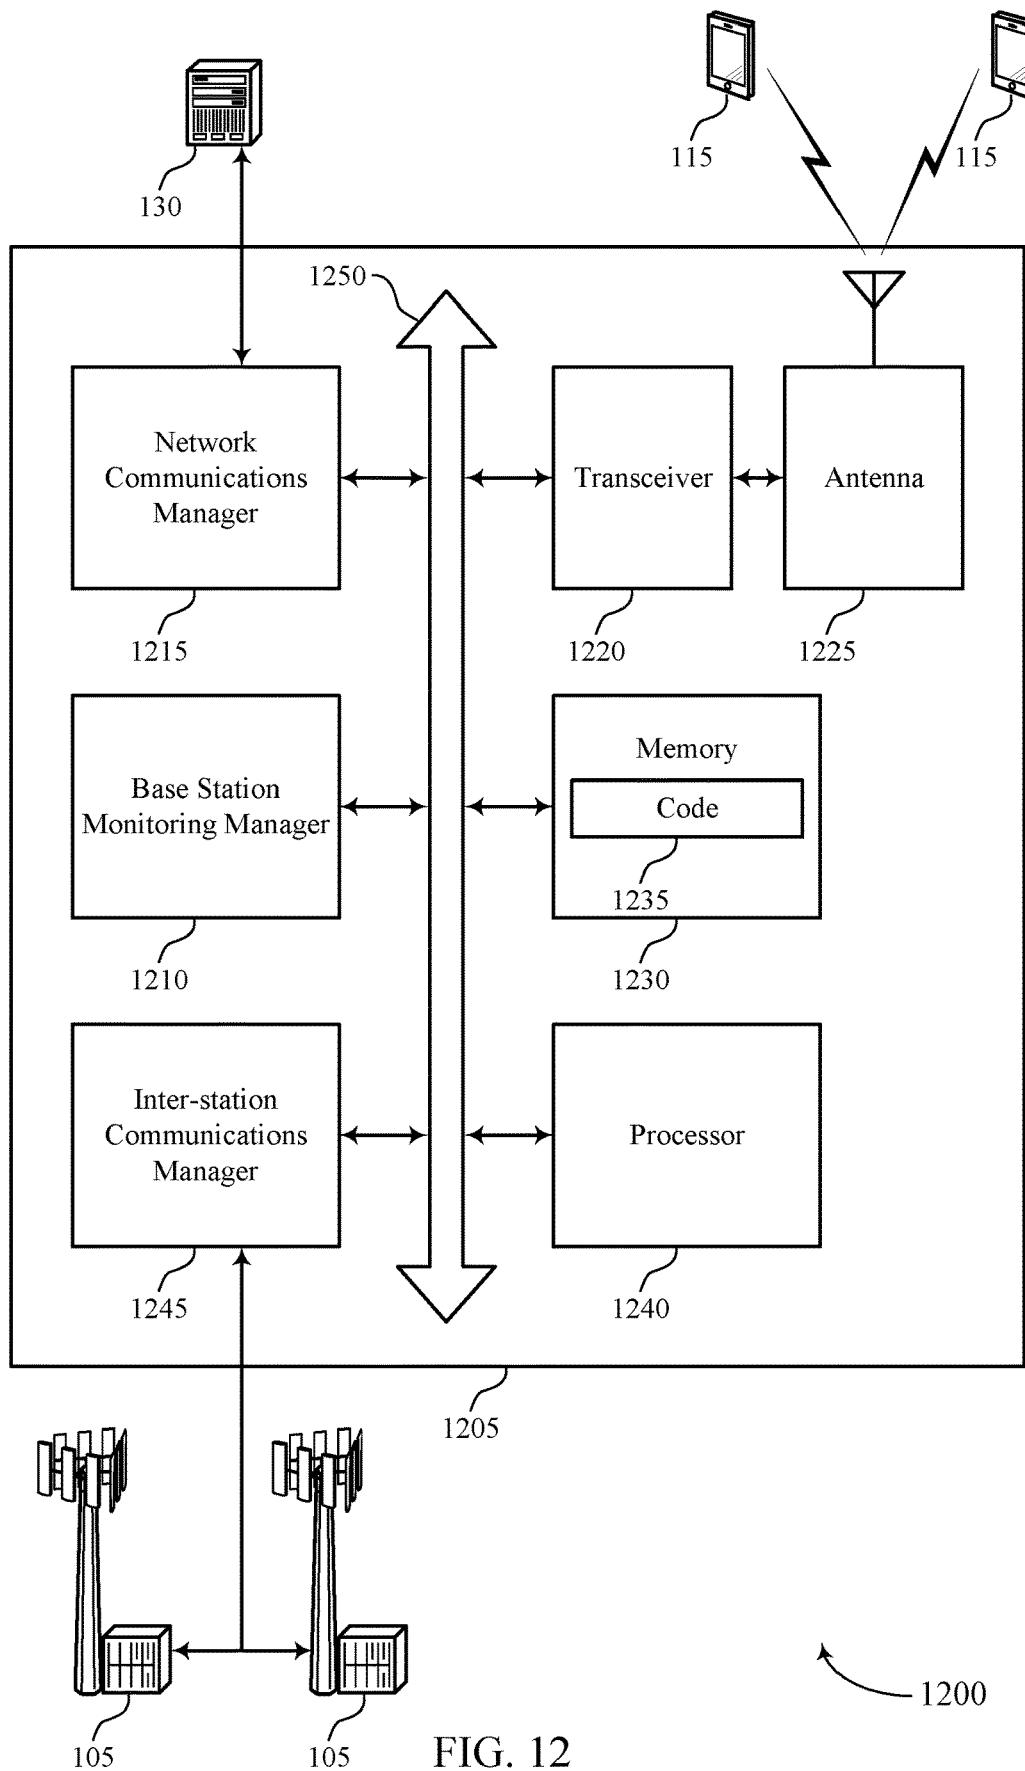 115
115
130
1250
Network
Communications
Manager
Transceiver
Antenna
1215
1220
1225
Base Station
Monitoring Manager
Memory
Code
1235
1210
1230
Inter-station
Communications
Manager
Processor
1245
1240
1205
1200
105
105
FIG. 12